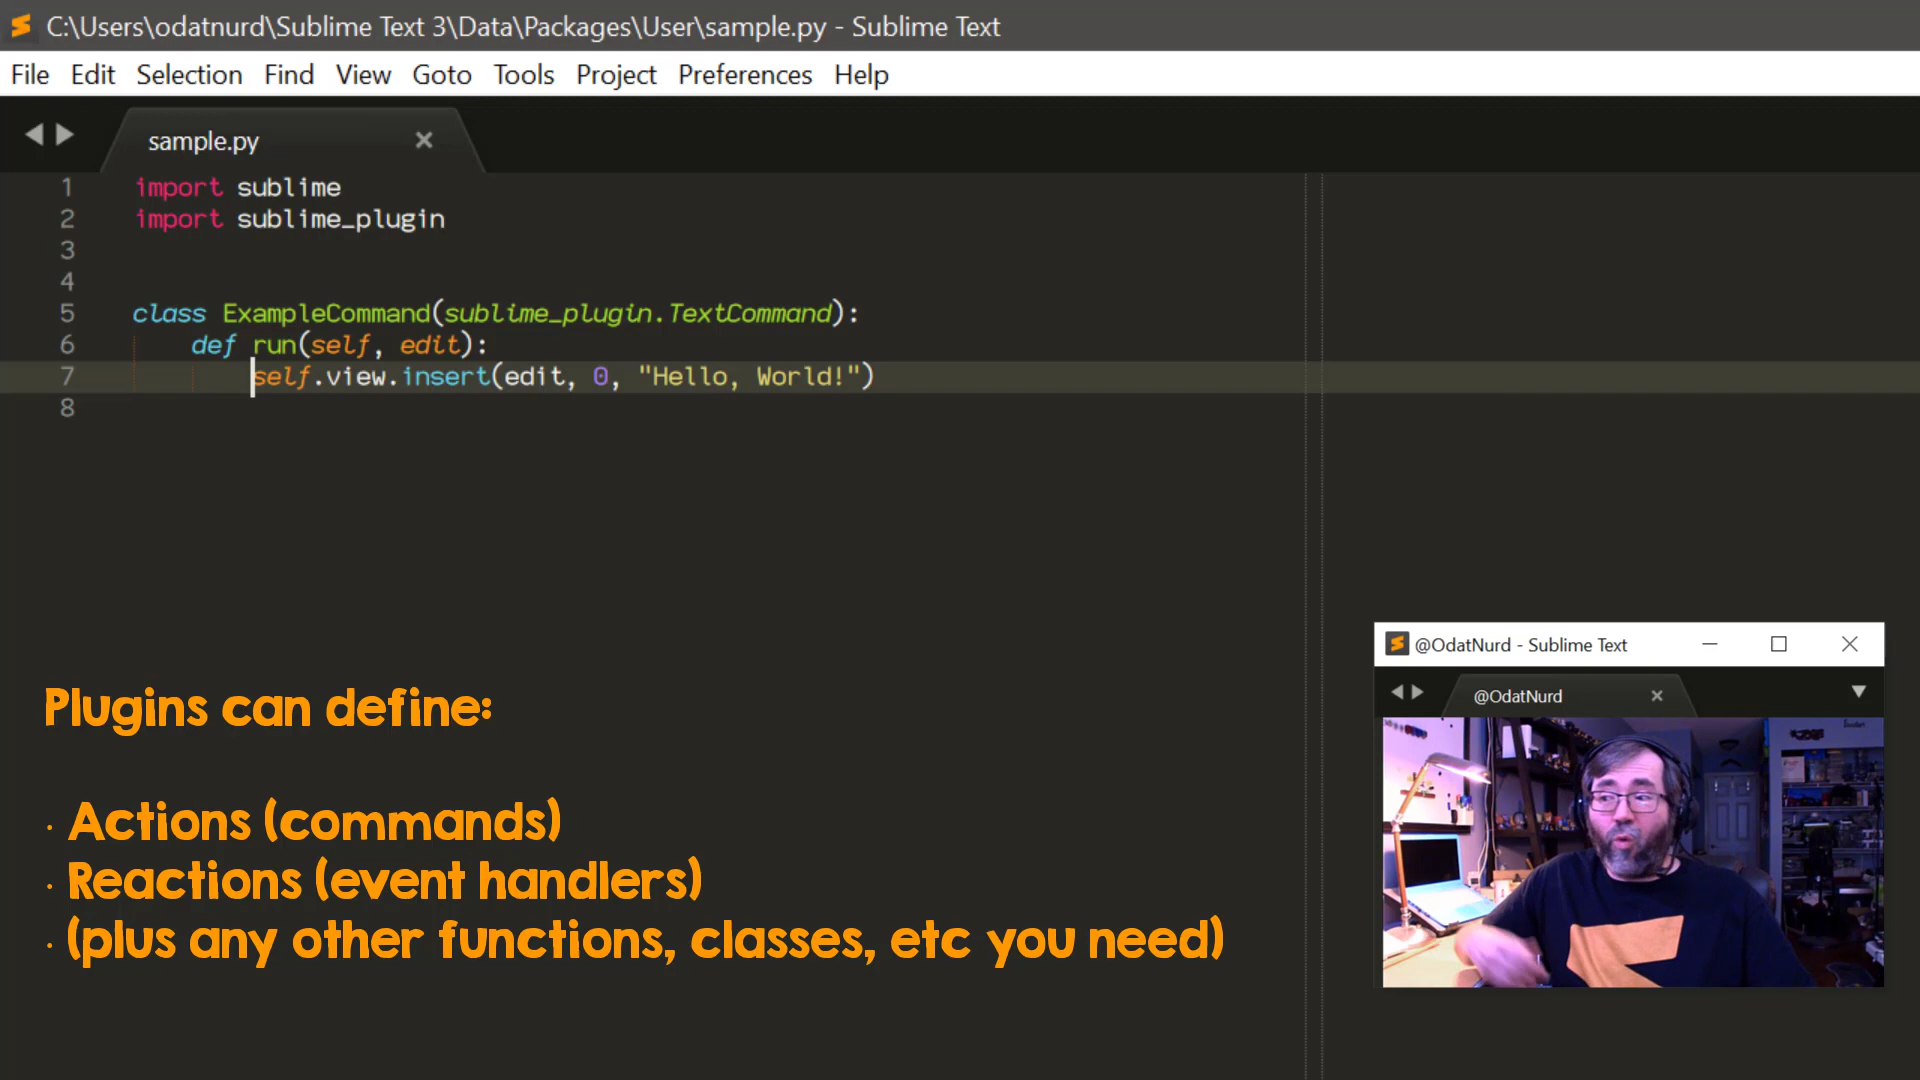 C:\Users\odatnurd\Sublime Text 3\Data\Packages\User\sample.py - Sublime Text
File Edit Selection Find View Goto Tools Project Preferences Help
sample.py
1 import sublime
2 import sublime_plugin
3
4
5 class ExampleCommand(sublime_plugin.TextCommand):
6     def run(self, edit):
7         self.view.insert(edit, 0, "Hello, World!")
8
@OdatNurd - Sublime Text
@OdatNurd
Plugins can define:
· Actions (commands)
· Reactions (event handlers)
· (plus any other functions, classes, etc you need)